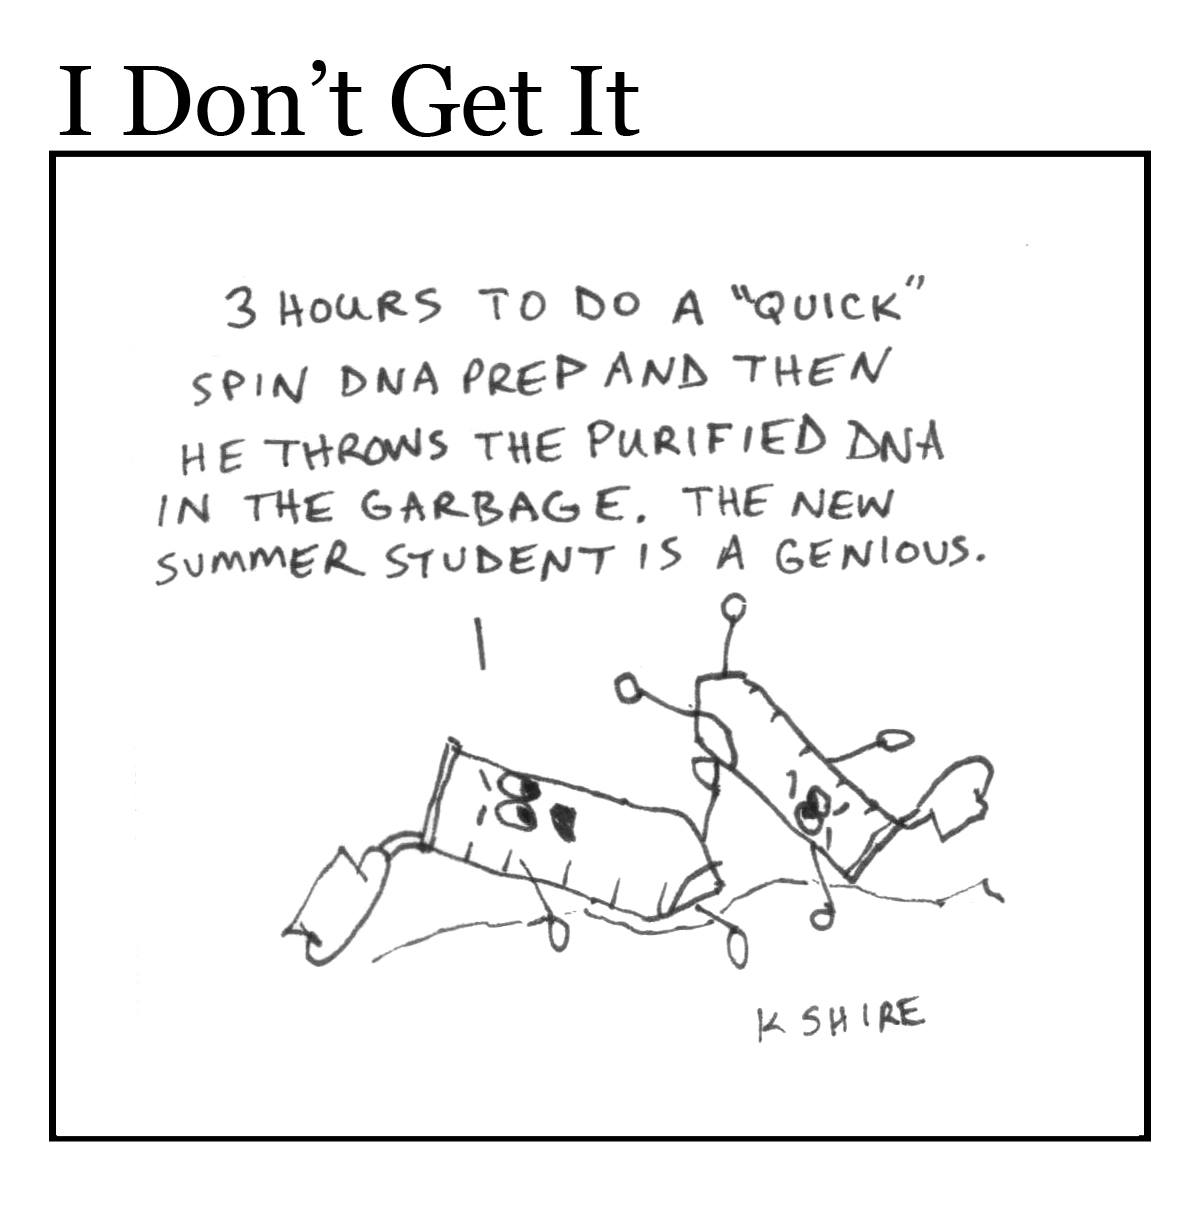 I Don’t Get It
3 HOURS TO DO A "QUICK"
SPIN DNA PREP AND THEN
HE THROWS THE PURIFIED DNA
IN THE GARBAGE. THE NEW
SUMMER STUDENT IS A GENIOUS.
K SHIRE